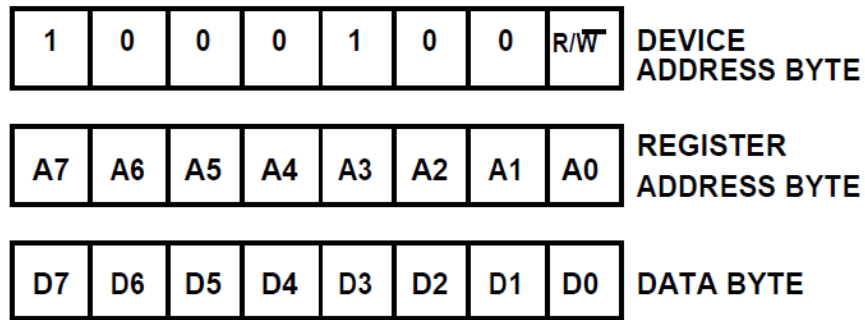 1 0 0 0 1 0 0 R/W̅ DEVICE
ADDRESS BYTE
A7 A6 A5 A4 A3 A2 A1 A0 REGISTER
ADDRESS BYTE
D7 D6 D5 D4 D3 D2 D1 D0 DATA BYTE